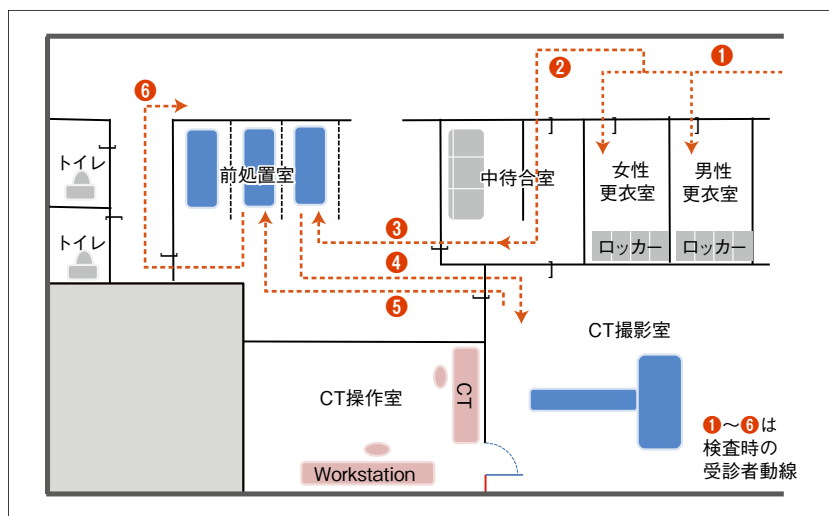 ❶
❷
❻
トイレ
前処置室
中待合室
女性
更衣室
男性
更衣室
❸
トイレ
ロッカー
ロッカー
❹
❺
CT撮影室
CT操作室
CT
❶～❻は
検査時の
受診者動線
Workstation